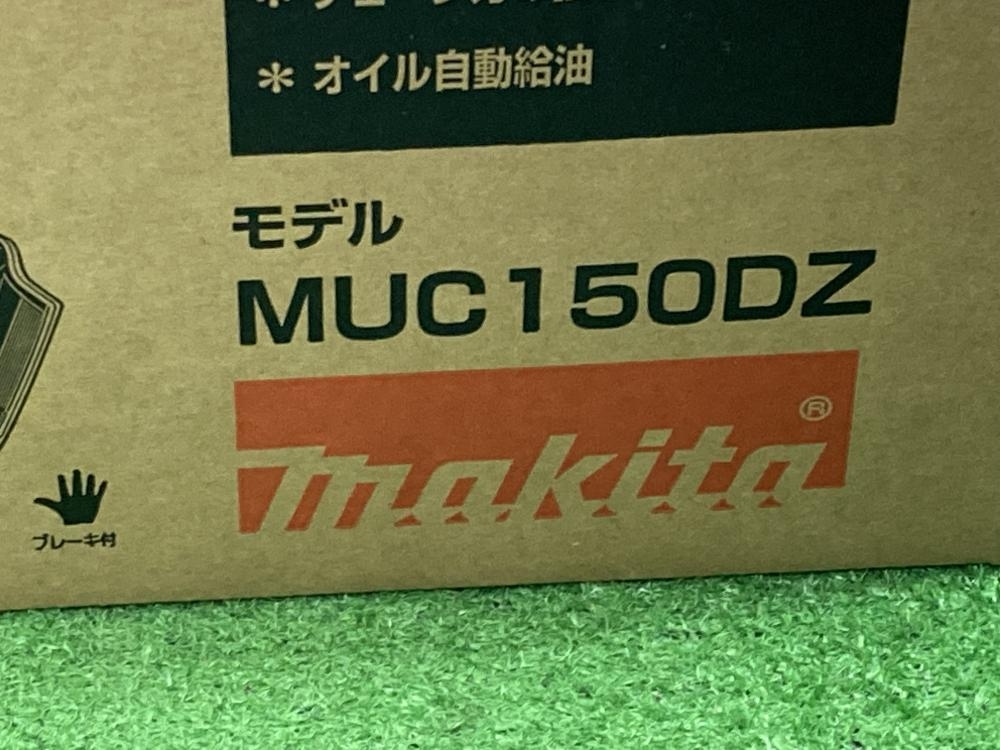 * オイル自動給油
モデル
MUC150DZ
makita®
ブレーキ付